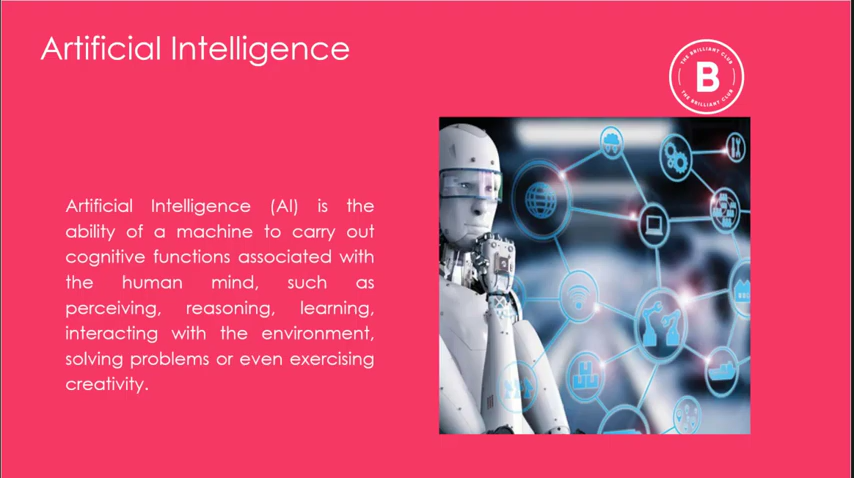 Artificial Intelligence
THE BRILLIANT CLUB
B
THE BRILLIANT CLUB
Artificial Intelligence (AI) is the
ability of a machine to carry out
cognitive functions associated with
the human mind, such as
perceiving, reasoning, learning,
interacting with the environment,
solving problems or even exercising
creativity.